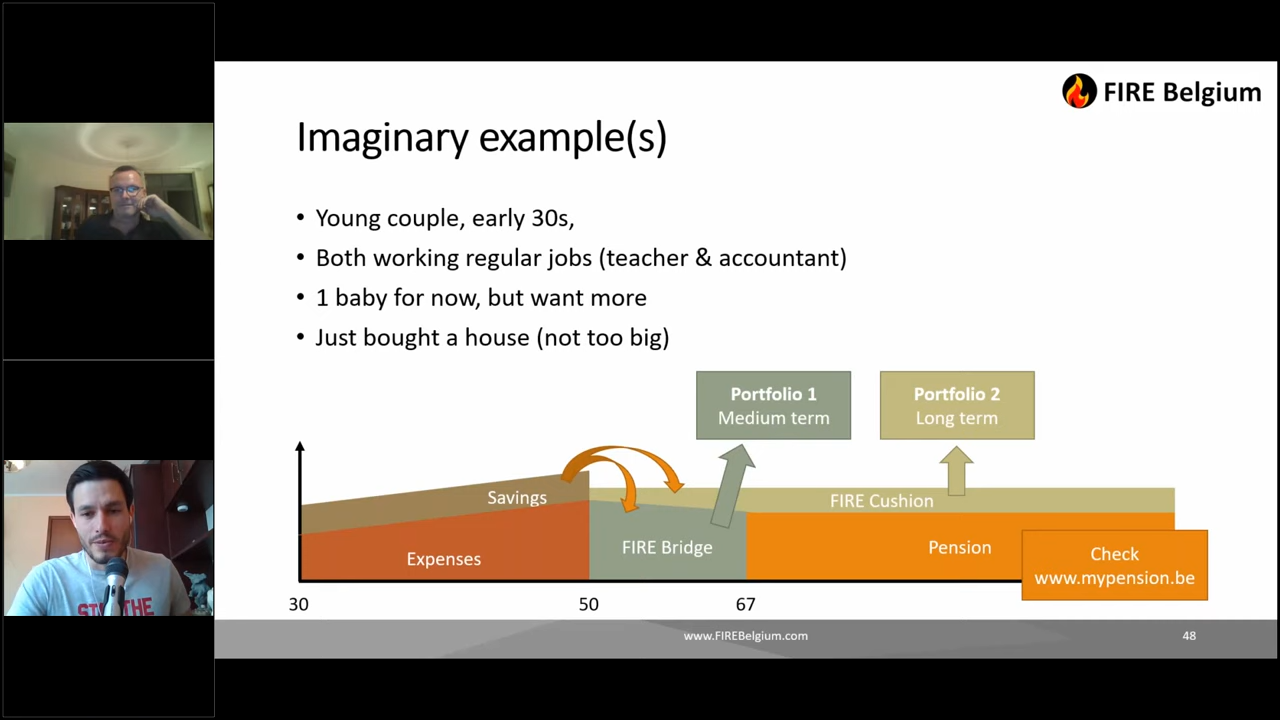 FIRE Belgium
Imaginary example(s)
• Young couple, early 30s,
• Both working regular jobs (teacher & accountant)
• 1 baby for now, but want more
• Just bought a house (not too big)
Portfolio 1
Medium term
Portfolio 2
Long term
Savings
FIRE Cushion
Expenses
FIRE Bridge
Pension
Check
www.mypension.be
30
50
67
www.FIREBelgium.com
48